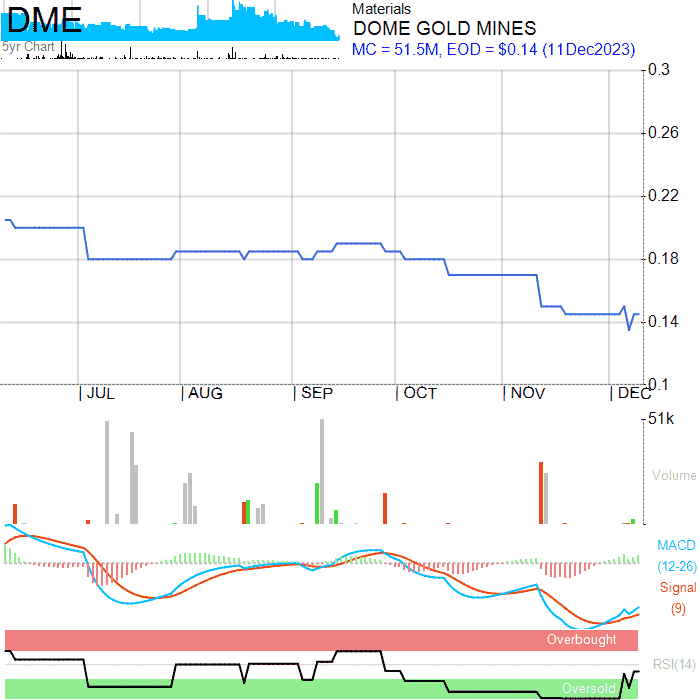 DME
5yr Chart
Materials
DOME GOLD MINES
MC = 51.5M, EOD = $0.14 (11Dec2023)
0.3
0.26
0.22
0.18
0.14
0.1
JUL
AUG
SEP
OCT
NOV
DEC
51k
Volume
MACD
(12-26)
Signal
(9)
Overbought
RSI(14)
Oversold